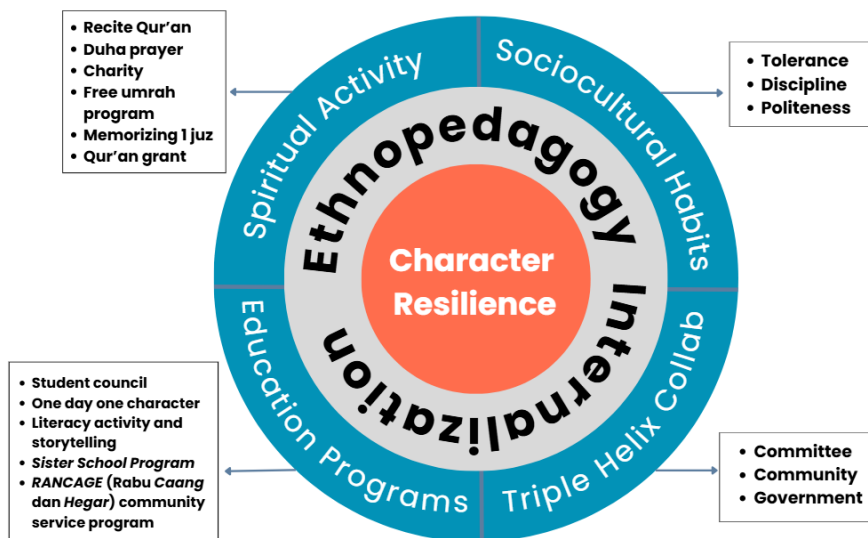 • Recite Qur'an
• Duha prayer
• Charity
• Free umrah
program
• Memorizing 1 juz
• Qur'an grant
Spiritual Activity
Sociocultural Habits
• Tolerance
• Discipline
• Politeness
Ethnopedagogy
Internalization
Character
Resilience
Education Programs
Triple Helix Collab
• Student council
• One day one character
• Literacy activity and
storytelling
• Sister School Program
• RANCAGE (Rabu Caang
dan Hegar) community
service program
• Committee
• Community
• Government